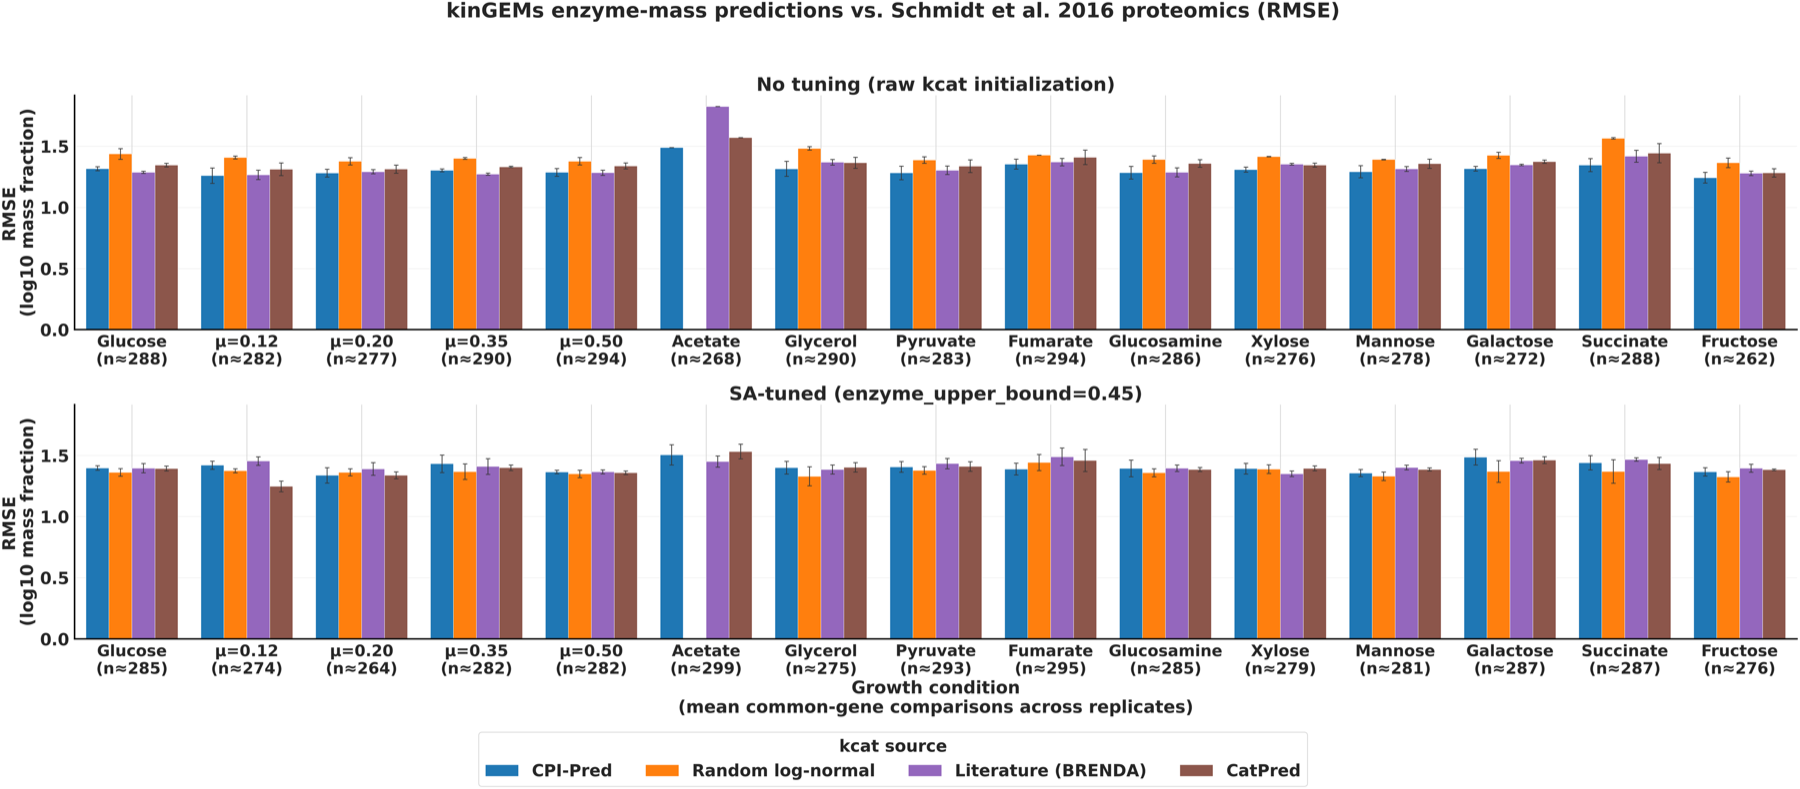 kinGEMs enzyme-mass predictions vs. Schmidt et al. 2016 proteomics (RMSE)
No tuning (raw kcat initialization)
RMSE
(log10 mass fraction)
1.5
1.0
0.5
0.0
Glucose μ=0.12 μ=0.20 μ=0.35 μ=0.50 Acetate Glycerol Pyruvate Fumarate Glucosamine Xylose Mannose Galactose Succinate Fructose
(n≈288) (n≈282) (n≈277) (n≈290) (n≈294) (n≈268) (n≈290) (n≈283) (n≈294) (n≈286) (n≈276) (n≈278) (n≈272) (n≈288) (n≈262)
SA-tuned (enzyme_upper_bound=0.45)
RMSE
(log10 mass fraction)
1.5
1.0
0.5
0.0
Glucose μ=0.12 μ=0.20 μ=0.35 μ=0.50 Acetate Glycerol Pyruvate Fumarate Glucosamine Xylose Mannose Galactose Succinate Fructose
(n≈285) (n≈274) (n≈264) (n≈282) (n≈282) (n≈299) (n≈275) (n≈293) (n≈295) (n≈285) (n≈279) (n≈281) (n≈287) (n≈287) (n≈276)
Growth condition
(mean common-gene comparisons across replicates)
kcat source
CPI-Pred Random log-normal Literature (BRENDA) CatPred